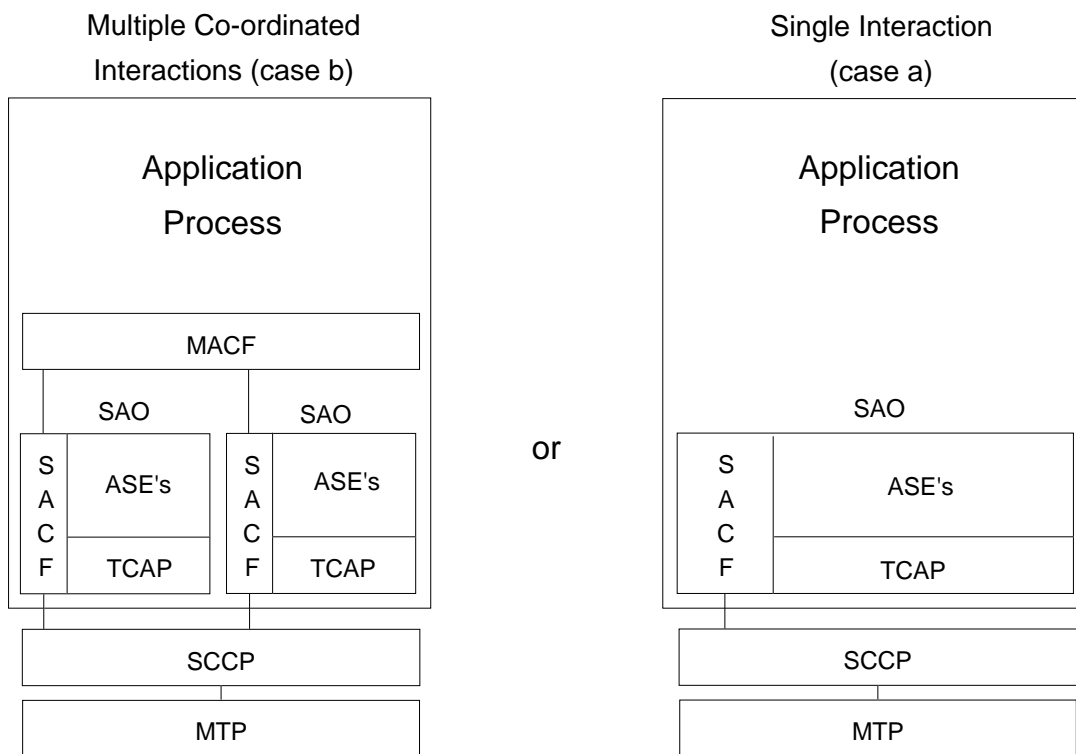 Multiple Co-ordinated
Interactions (case b)
Application
Process
MACF
SAO
SAO
S
A
C
F
ASE's
TCAP
S
A
C
F
ASE's
TCAP
SCCP
MTP
or
Single Interaction
(case a)
Application
Process
SAO
S
A
C
F
ASE's
TCAP
SCCP
MTP